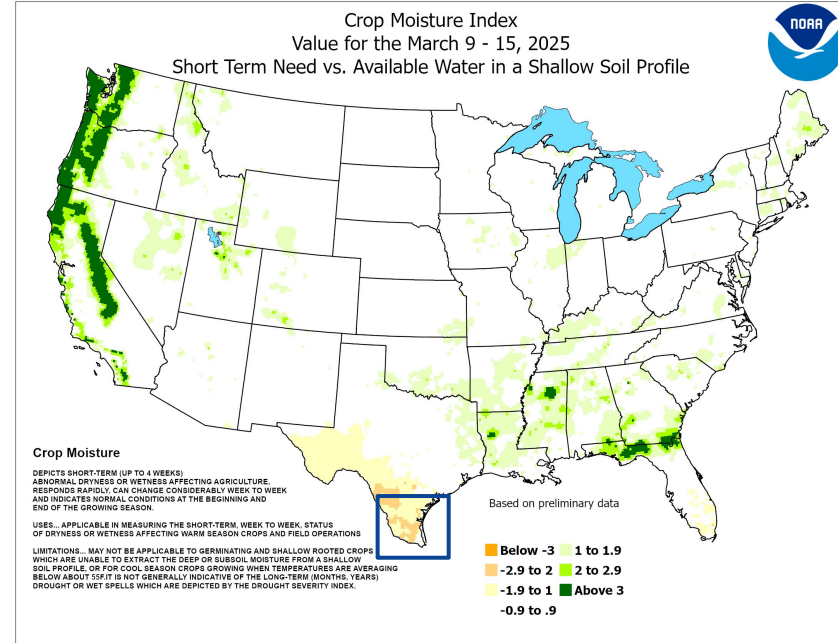 Crop Moisture Index
Value for the March 9 - 15, 2025
Short Term Need vs. Available Water in a Shallow Soil Profile
NOAA
Crop Moisture
DEPICTS SHORT-TERM (UP TO 4 WEEKS)
ABNORMAL DRYNESS OR WETNESS AFFECTING AGRICULTURE,
RESPONDS RAPIDLY, CAN CHANGE CONSIDERABLY WEEK TO WEEK
AND INDICATES NORMAL CONDITIONS AT THE BEGINNING AND
END OF THE GROWING SEASON.
USES... APPLICABLE IN MEASURING THE SHORT-TERM, WEEK TO WEEK, STATUS
OF DRYNESS OR WETNESS AFFECTING WARM SEASON CROPS AND FIELD OPERATIONS
LIMITATIONS... MAY NOT BE APPLICABLE TO GERMINATING AND SHALLOW ROOTED CROPS
WHICH ARE UNABLE TO EXTRACT THE DEEP OR SUBSOIL MOISTURE FROM A SHALLOW
SOIL PROFILE, OR FOR COOL SEASON CROPS GROWING WHEN TEMPERATURES ARE AVERAGING
BELOW ABOUT 55F.IT IS NOT GENERALLY INDICATIVE OF THE LONG-TERM (MONTHS, YEARS)
DROUGHT OR WET SPELLS WHICH ARE DEPICTED BY THE DROUGHT SEVERITY INDEX.
Based on preliminary data
Below -3
-2.9 to 2
-1.9 to 1
-0.9 to .9
1 to 1.9
2 to 2.9
Above 3